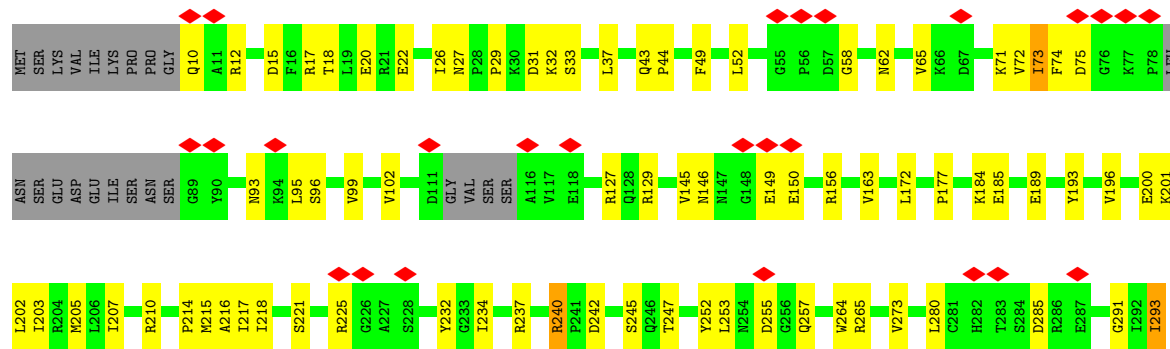 MET SER LYS VAL ILE LYS PRO PRO GLY Q10 A11 R12 D15 F16 R17 T18 L19 E20 R21 E22 I26 N27 P28 P29 K30 D31 K32 S33 L37 Q43 P44 F49 L52 G55 P56 D57 G58 N62 V65 K66 D67 K71 V72 I73 F74 D75 G76 K77 P78
ASN SER GLU ASP GLU ILE SER ASN SER G89 Y90 N93 K94 L95 S96 V99 V102 D111 GLY VAL SER SER A116 V117 E118 R127 Q128 R129 V145 N146 N147 G148 E149 E150 R156 V163 L172 P177 K184 E185 E189 Y193 V196 E200 K201
L202 I203 R204 M205 L206 I207 R210 P214 M215 A216 I217 I218 S221 R225 G226 A227 S228 Y232 G233 I234 R237 R240 P241 D242 S245 Q246 T247 Y252 L253 N254 D255 G256 Q257 W264 R265 V273 L280 C281 H282 T283 S284 D285 R286 E287 G291 I292 I293